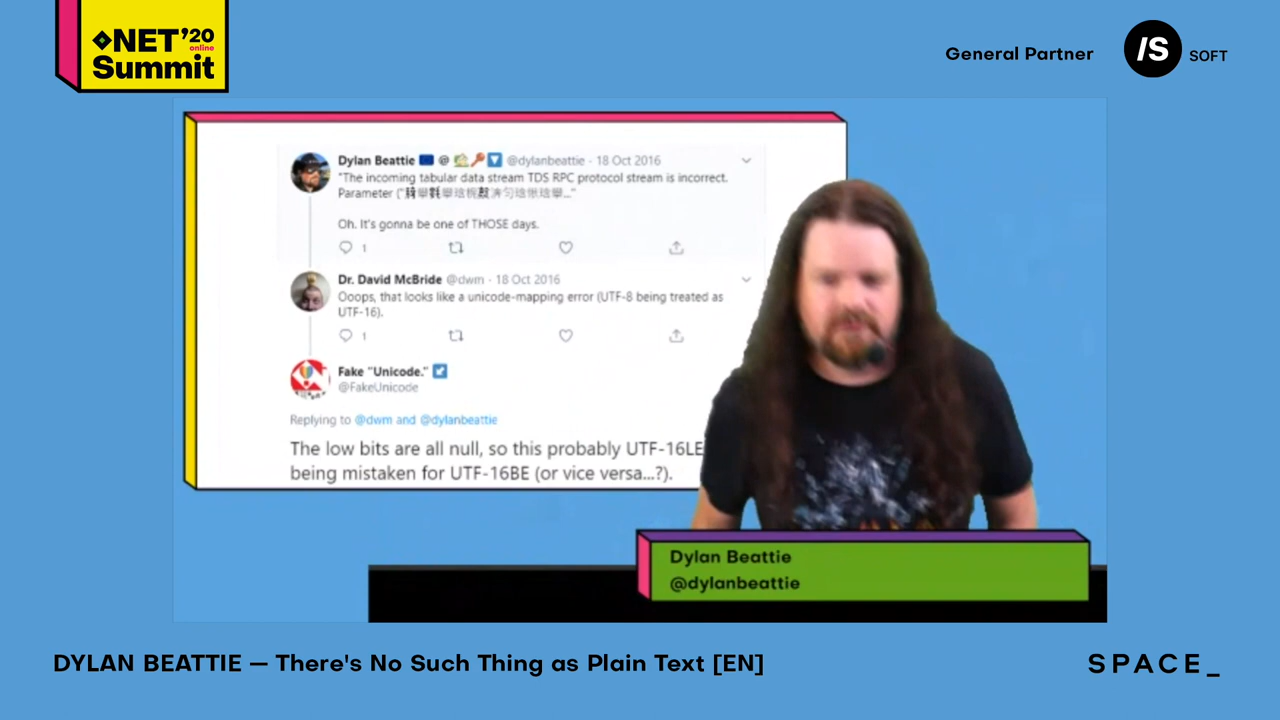 .NET'20
online
Summit
General Partner
/S SOFT
Dylan Beattie @ @dylanbeattie · 18 Oct 2016
"The incoming tabular data stream TDS RPC protocol stream is incorrect.
Parameter ("
Oh. It's gonna be one of THOSE days.
1
Dr. David McBride @dwm · 18 Oct 2016
Ooops, that looks like a unicode-mapping error (UTF-8 being treated as
UTF-16).
1
Fake "Unicode."
@FakeUnicode
Replying to @dwm and @dylanbeattie
The low bits are all null, so this probably UTF-16LE
being mistaken for UTF-16BE (or vice versa...?).
Dylan Beattie
@dylanbeattie
DYLAN BEATTIE — There's No Such Thing as Plain Text [EN]
SPACE_